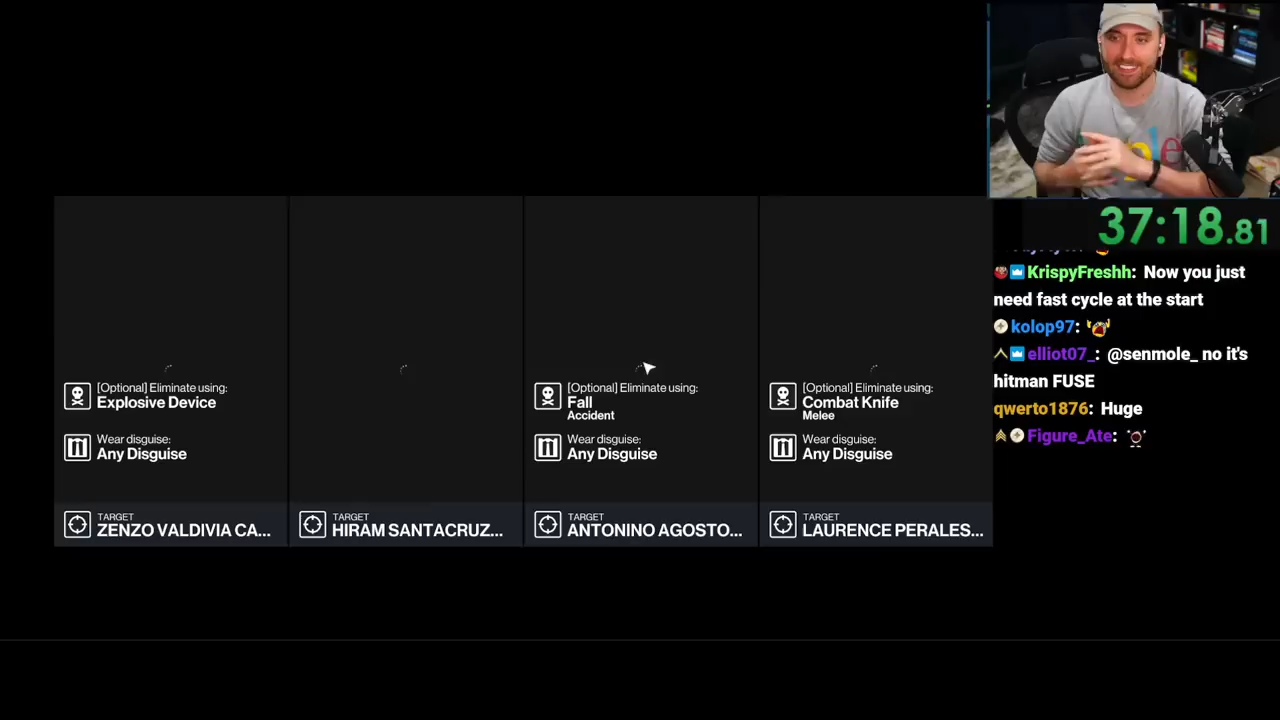 [Optional] Eliminate using:
Explosive Device
Wear disguise:
Any Disguise
TARGET
ZENZO VALDIVIA CA...
TARGET
HIRAM SANTACRUZ...
[Optional] Eliminate using:
Fall
Accident
Wear disguise:
Any Disguise
TARGET
ANTONINO AGOSTO...
[Optional] Eliminate using:
Combat Knife
Melee
Wear disguise:
Any Disguise
TARGET
LAURENCE PERALES...
37:18.81
KrispyFreshh: Now you just
need fast cycle at the start
kolop97:
elliot07_: @senmole_ no it's
hitman FUSE
qwerto1876: Huge
Figure_Ate: